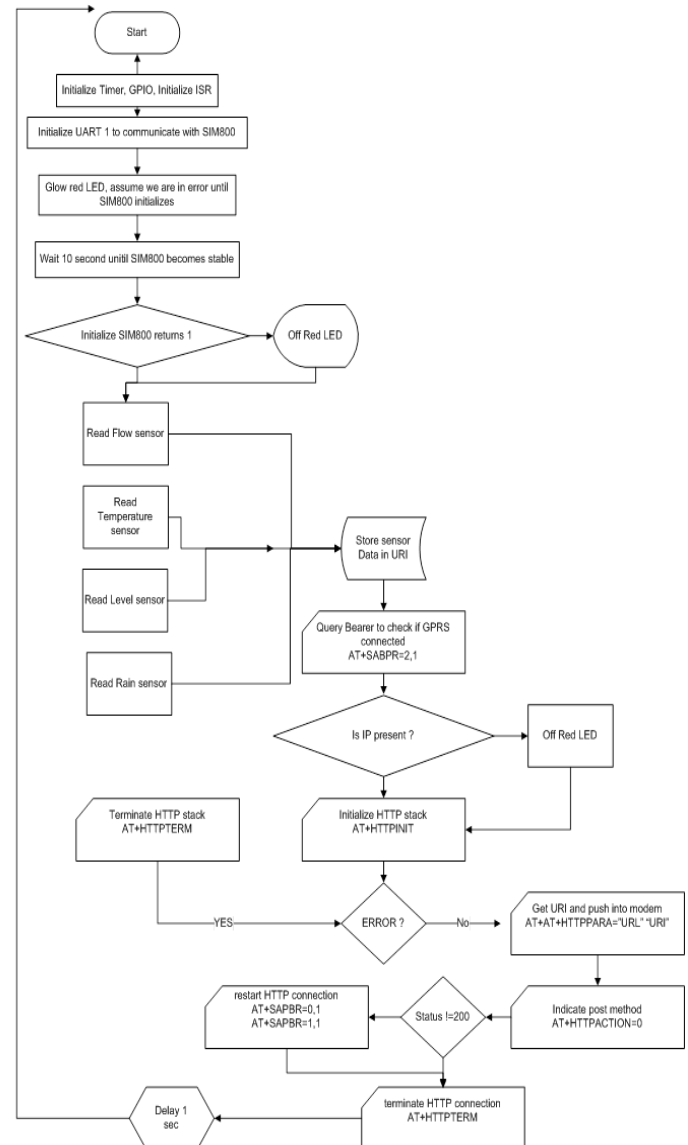 Start
Initialize Timer, GPIO, Initialize ISR
Initialize UART 1 to communicate with SIM800
Glow red LED, assume we are in error until
SIM800 initializes
Wait 10 second unitil SIM800 becomes stable
Initialize SIM800 returns 1
Off Red LED
Read Flow sensor
Read
Temperature
sensor
Read Level sensor
Read Rain sensor
Store sensor
Data in URI
Query Bearer to check if GPRS
connected
AT+SABPR=2,1
Is IP present ?
Off Red LED
Terminate HTTP stack
AT+HTTPTERM
Initialize HTTP stack
AT+HTTPINIT
YES
ERROR ?
No
Get URI and push into modem
AT+AT+HTTPPARA="URL" "URI"
restart HTTP connection
AT+SAPBR=0,1
AT+SAPBR=1,1
Status !=200
Indicate post method
AT+HTTPACTION=0
Delay 1
sec
terminate HTTP connection
AT+HTTPTERM